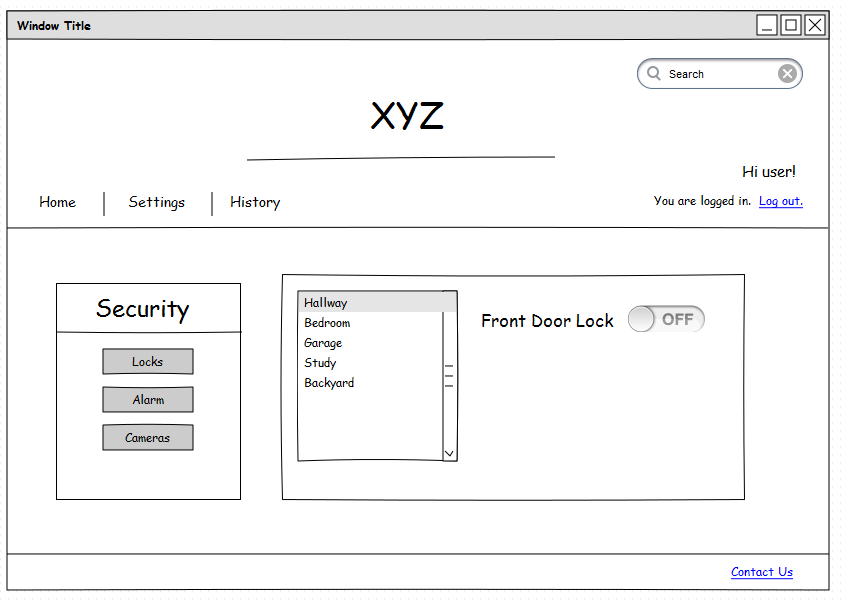 Window Title
Search
XYZ
Hi user!
Home Settings History
You are logged in. Log out.
Security
Locks
Alarm
Cameras
Hallway
Bedroom
Garage
Study
Backyard
Front Door Lock OFF
Contact Us